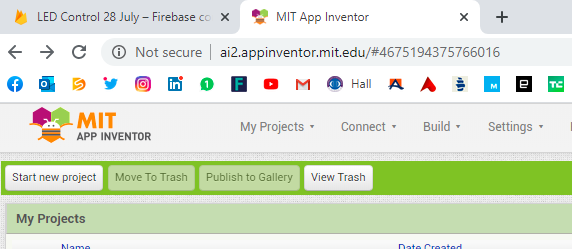 LED Control 28 July – Firebase co
MIT App Inventor
Not secure | ai2.appinventor.mit.edu/#4675194375766016
Hall
MIT
APP INVENTOR
My Projects Connect Build Settings
Start new project Move To Trash Publish to Gallery View Trash
My Projects
Name Date Created